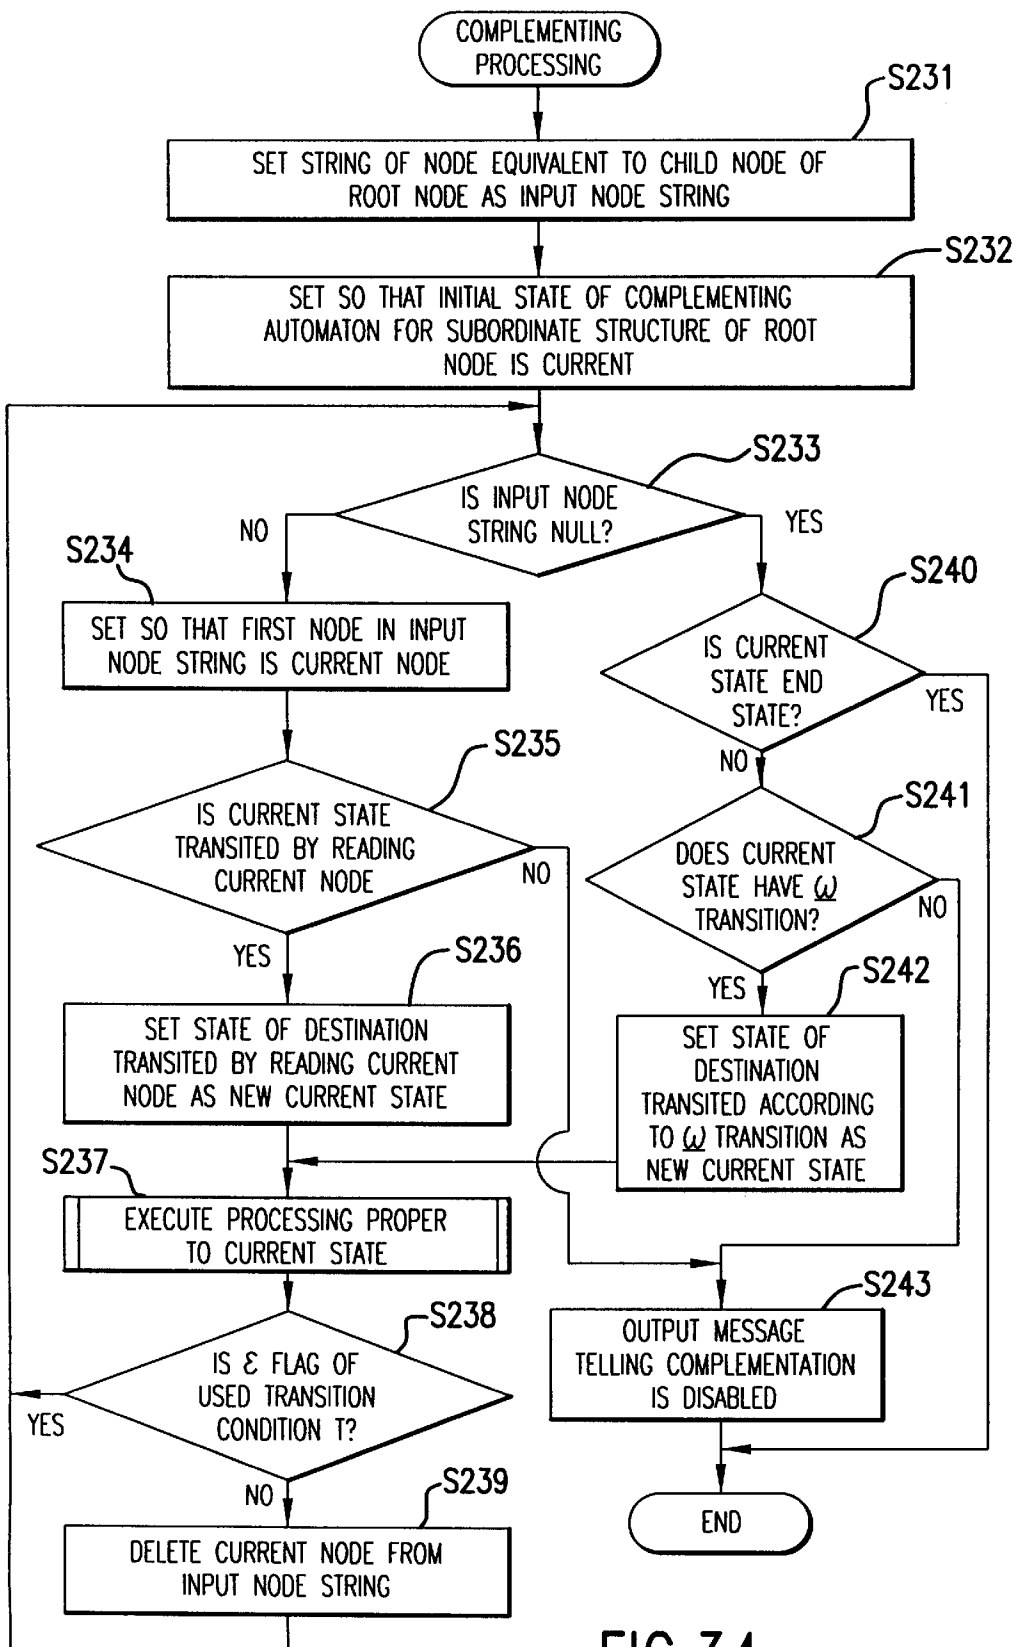 COMPLEMENTING
PROCESSING
S231
SET STRING OF NODE EQUIVALENT TO CHILD NODE OF
ROOT NODE AS INPUT NODE STRING
S232
SET SO THAT INITIAL STATE OF COMPLEMENTING
AUTOMATON FOR SUBORDINATE STRUCTURE OF ROOT
NODE IS CURRENT
S233
IS INPUT NODE
STRING NULL?
NO
YES
S234
SET SO THAT FIRST NODE IN INPUT
NODE STRING IS CURRENT NODE
S240
IS CURRENT
STATE END
STATE?
YES
NO
S235
IS CURRENT STATE
TRANSITED BY READING
CURRENT NODE
NO
YES
S241
DOES CURRENT
STATE HAVE ω
TRANSITION?
NO
YES
S236
SET STATE OF DESTINATION
TRANSITED BY READING CURRENT
NODE AS NEW CURRENT STATE
S242
SET STATE OF
DESTINATION
TRANSITED ACCORDING
TO ω TRANSITION AS
NEW CURRENT STATE
S237
EXECUTE PROCESSING PROPER
TO CURRENT STATE
S238
IS ε FLAG OF
USED TRANSITION
CONDITION T?
YES
NO
S243
OUTPUT MESSAGE
TELLING COMPLEMENTATION
IS DISABLED
S239
DELETE CURRENT NODE FROM
INPUT NODE STRING
END